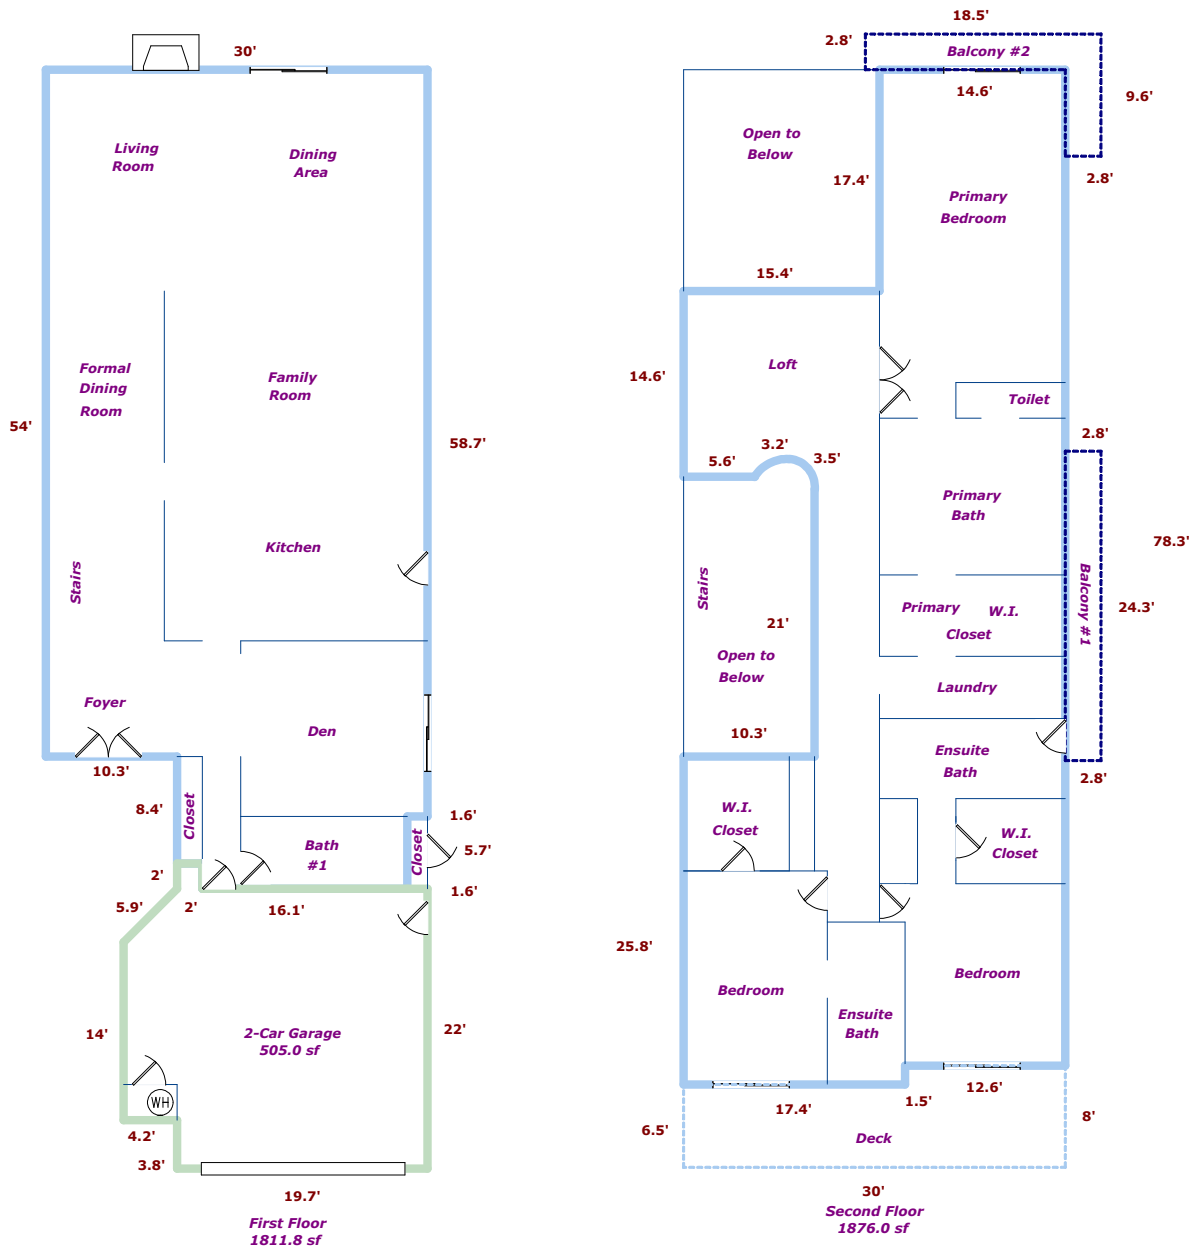 30'
Living
Room
Dining
Area
Formal
Dining
Room
Family
Room
54'
58.7'
Kitchen
Stairs
Foyer
Den
10.3'
8.4'
Closet
Bath
#1
Closet
1.6'
5.7'
1.6'
2'
2'
5.9'
16.1'
14'
2-Car Garage
505.0 sf
22'
WH
4.2'
3.8'
19.7'
First Floor
1811.8 sf
18.5'
2.8'
Balcony #2
14.6'
9.6'
2.8'
Open to
Below
17.4'
Primary
Bedroom
15.4'
14.6'
Loft
Toilet
2.8'
5.6'
3.2'
3.5'
Primary
Bath
78.3'
Stairs
Balcony #1
24.3'
21'
Primary
W.I.
Closet
Open to
Below
Laundry
10.3'
Ensuite
Bath
2.8'
W.I.
Closet
W.I.
Closet
25.8'
Bedroom
Bedroom
Ensuite
Bath
12.6'
17.4'
1.5'
6.5'
8'
Deck
30'
Second Floor
1876.0 sf